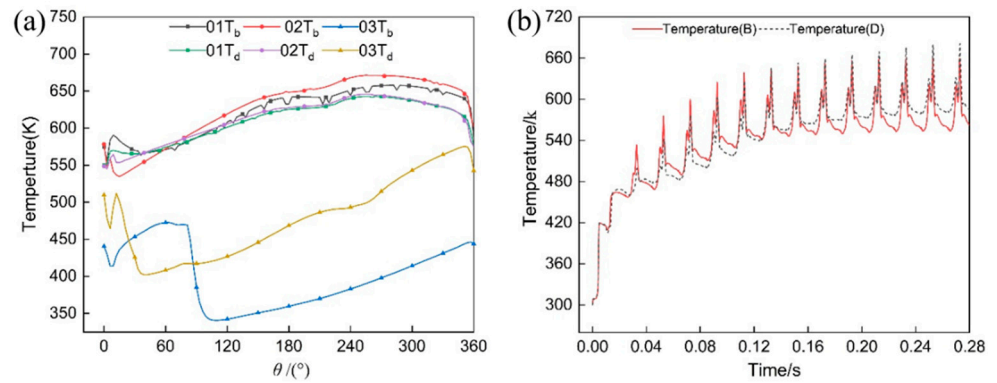 (a)
01Tb 02Tb 03Tb
01Td 02Td 03Td
Temperture(K)
750
700
650
600
550
500
450
400
350
0 60 120 180 240 300 360
θ /(°)
(b)
Temperature(B) Temperature(D)
Temperature/k
720
660
600
540
480
420
360
300
0.00 0.04 0.08 0.12 0.16 0.20 0.24 0.28
Time/s